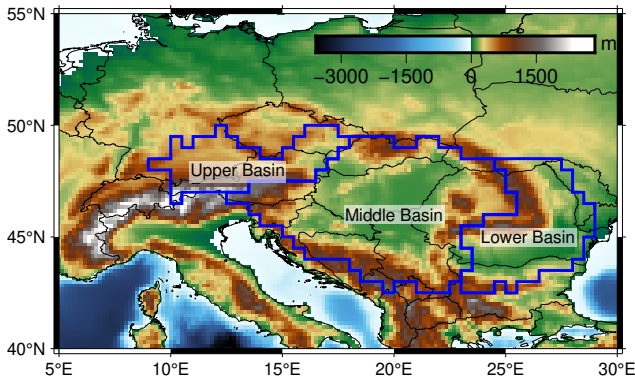 55°N
m
−3000 −1500 0 1500
50°N
Upper Basin
Middle Basin
Lower Basin
45°N
40°N
5°E 10°E 15°E 20°E 25°E 30°E